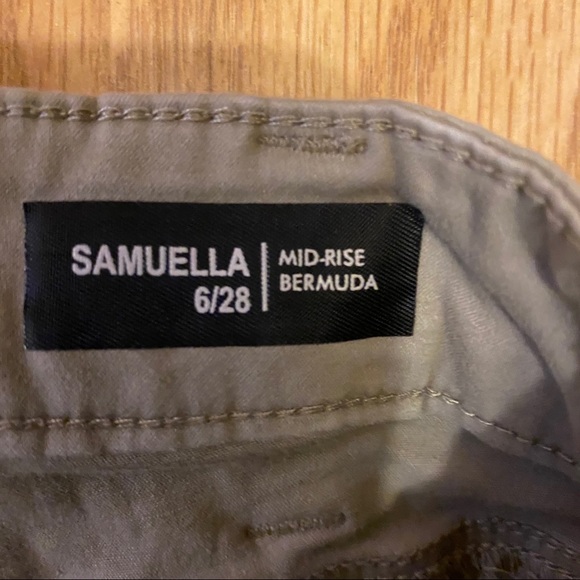 SAMUELLA
6/28
MID-RISE
BERMUDA